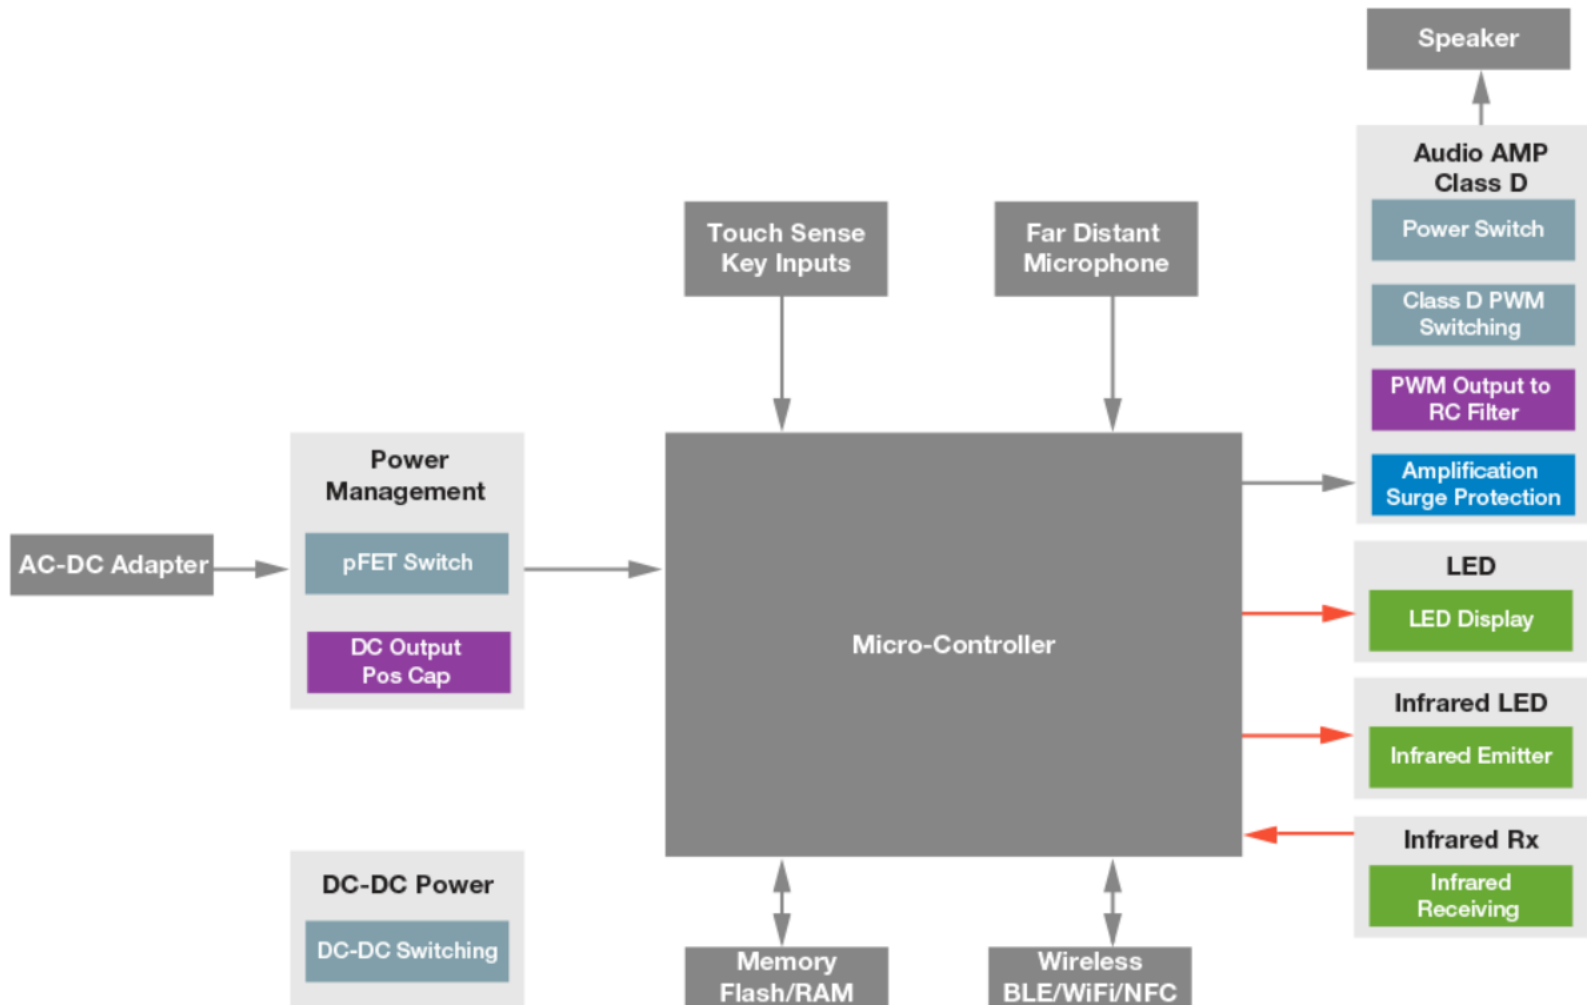 Speaker
Audio AMP
Class D
Power Switch
Class D PWM
Switching
PWM Output to
RC Filter
Amplification
Surge Protection
Touch Sense
Key Inputs
Far Distant
Microphone
Power
Management
pFET Switch
DC Output
Pos Cap
AC-DC Adapter
Micro-Controller
LED
LED Display
Infrared LED
Infrared Emitter
Infrared Rx
Infrared
Receiving
DC-DC Power
DC-DC Switching
Memory
Flash/RAM
Wireless
BLE/WiFi/NFC